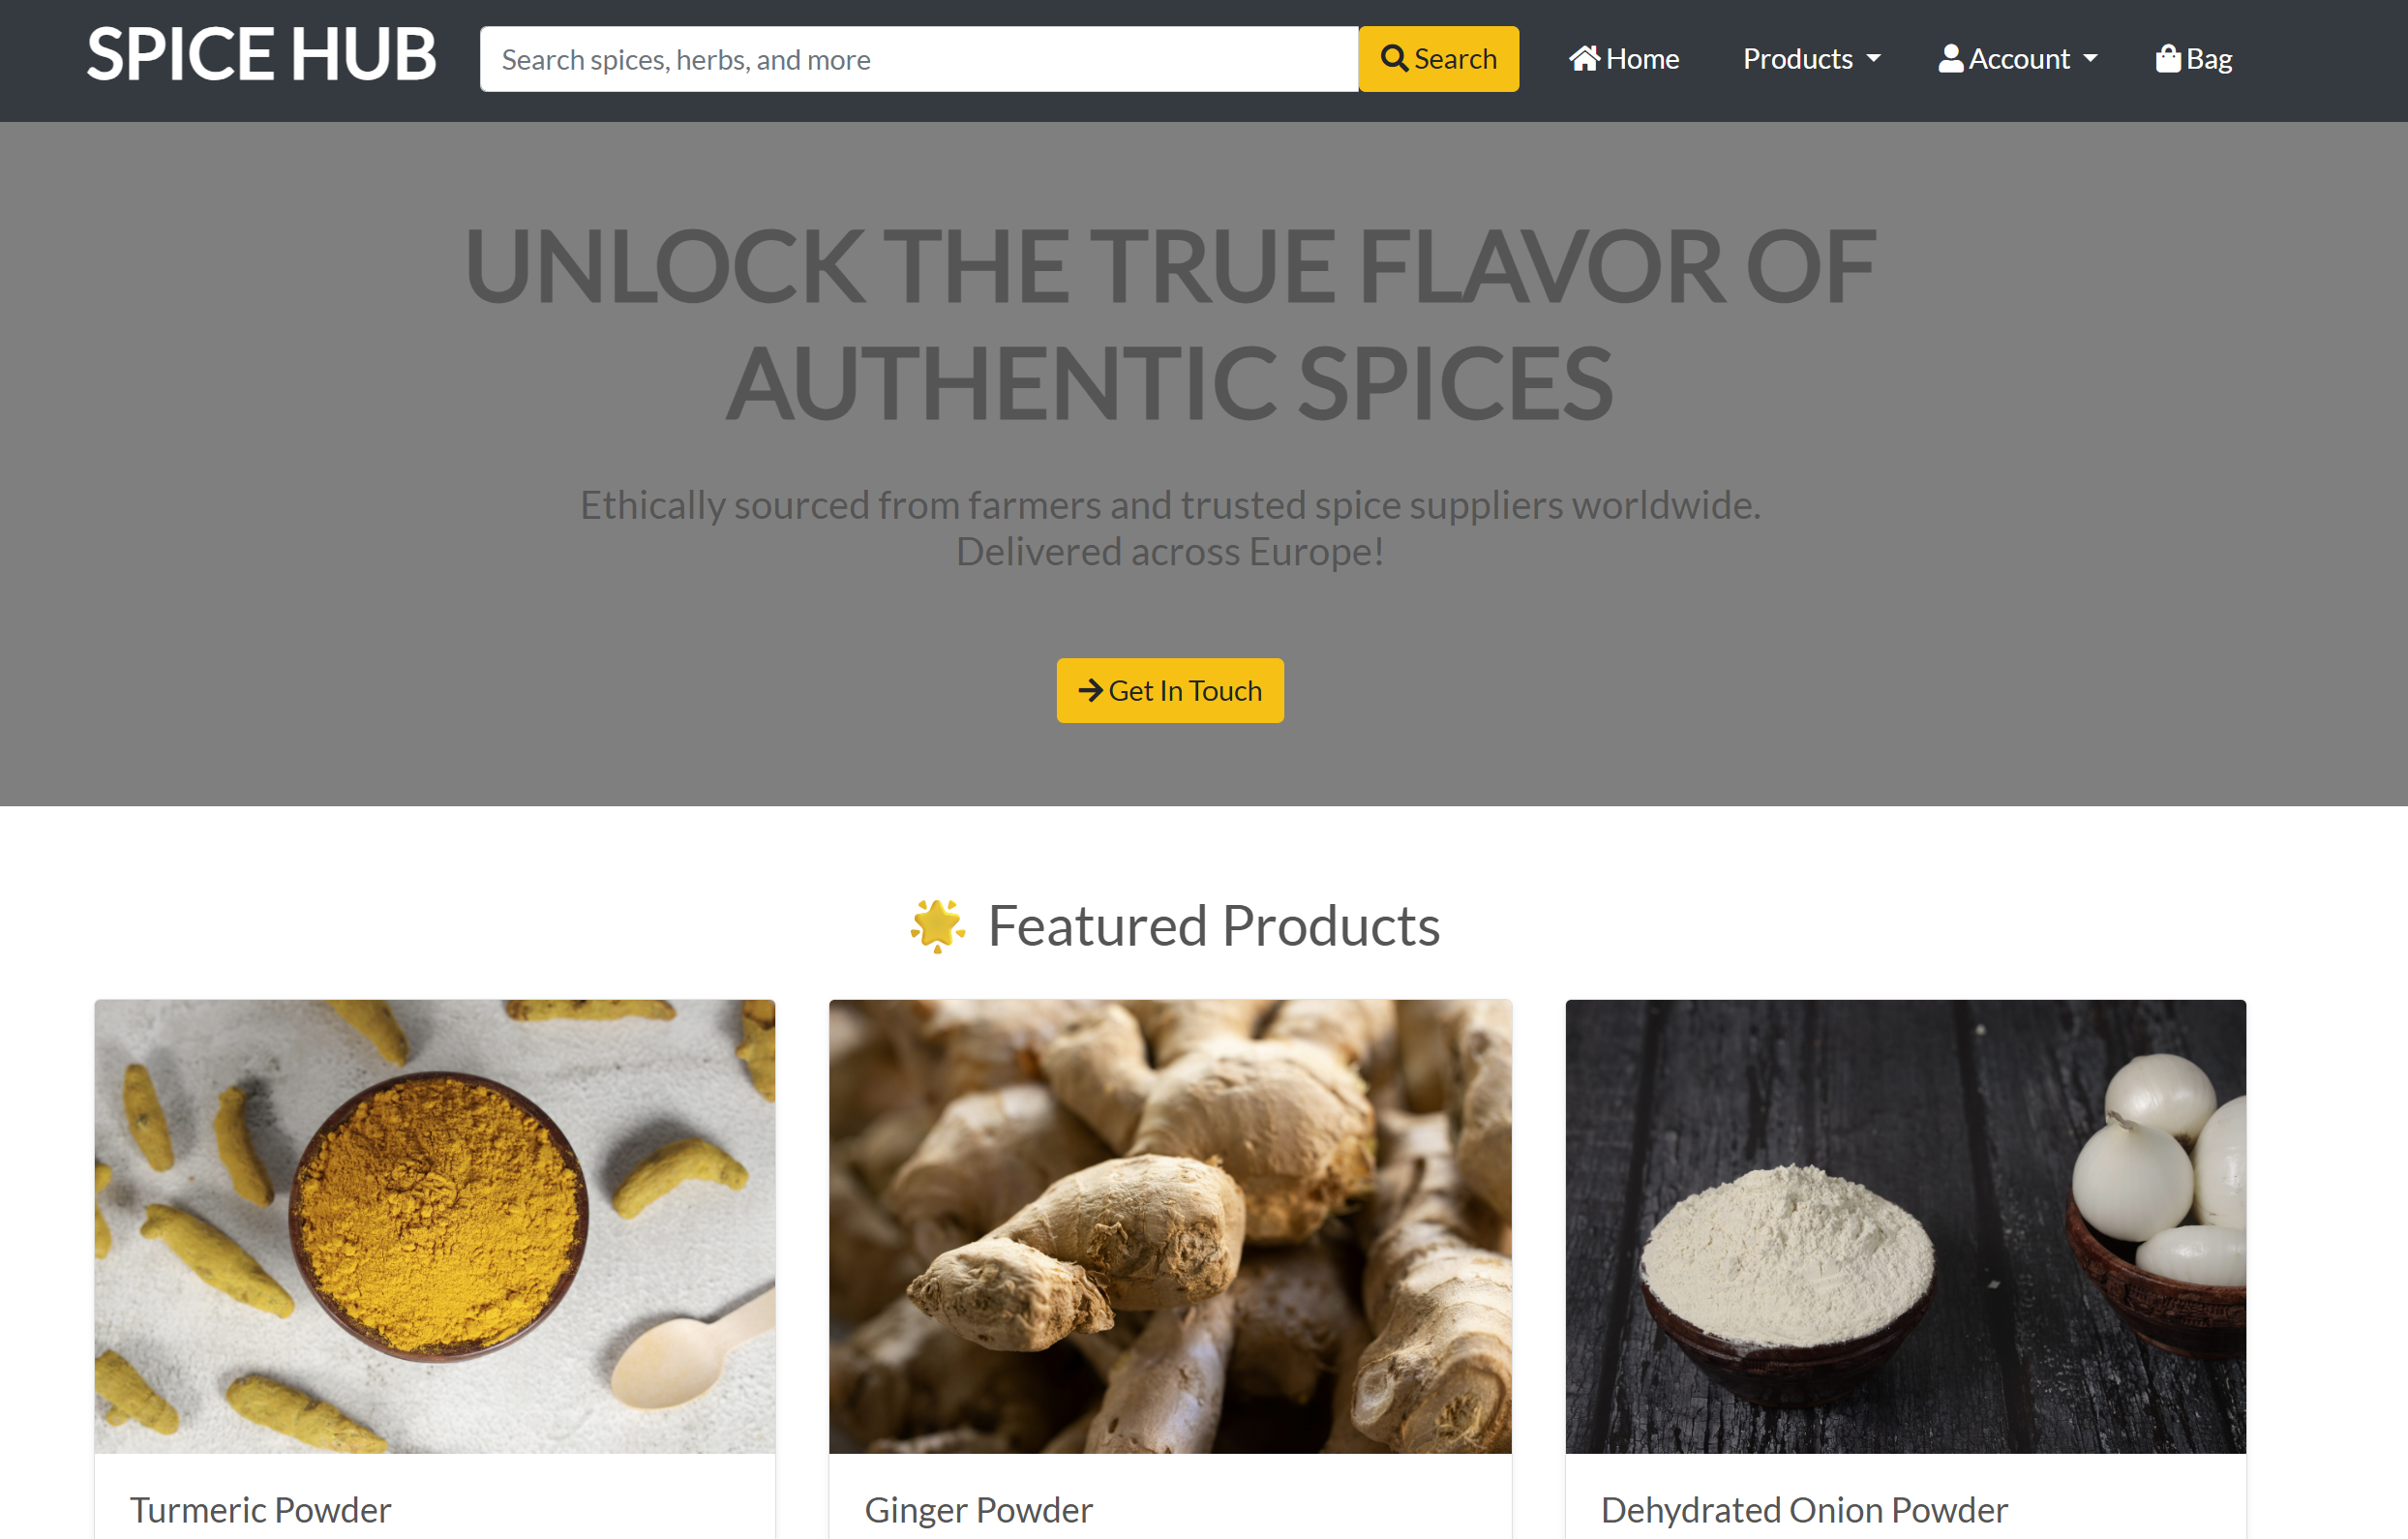 SPICE HUB
Search spices, herbs, and more
Search
Home
Products
Account
Bag
UNLOCK THE TRUE FLAVOR OF
AUTHENTIC SPICES
Ethically sourced from farmers and trusted spice suppliers worldwide.
Delivered across Europe!
Get In Touch
🌟 Featured Products
Turmeric Powder
Ginger Powder
Dehydrated Onion Powder